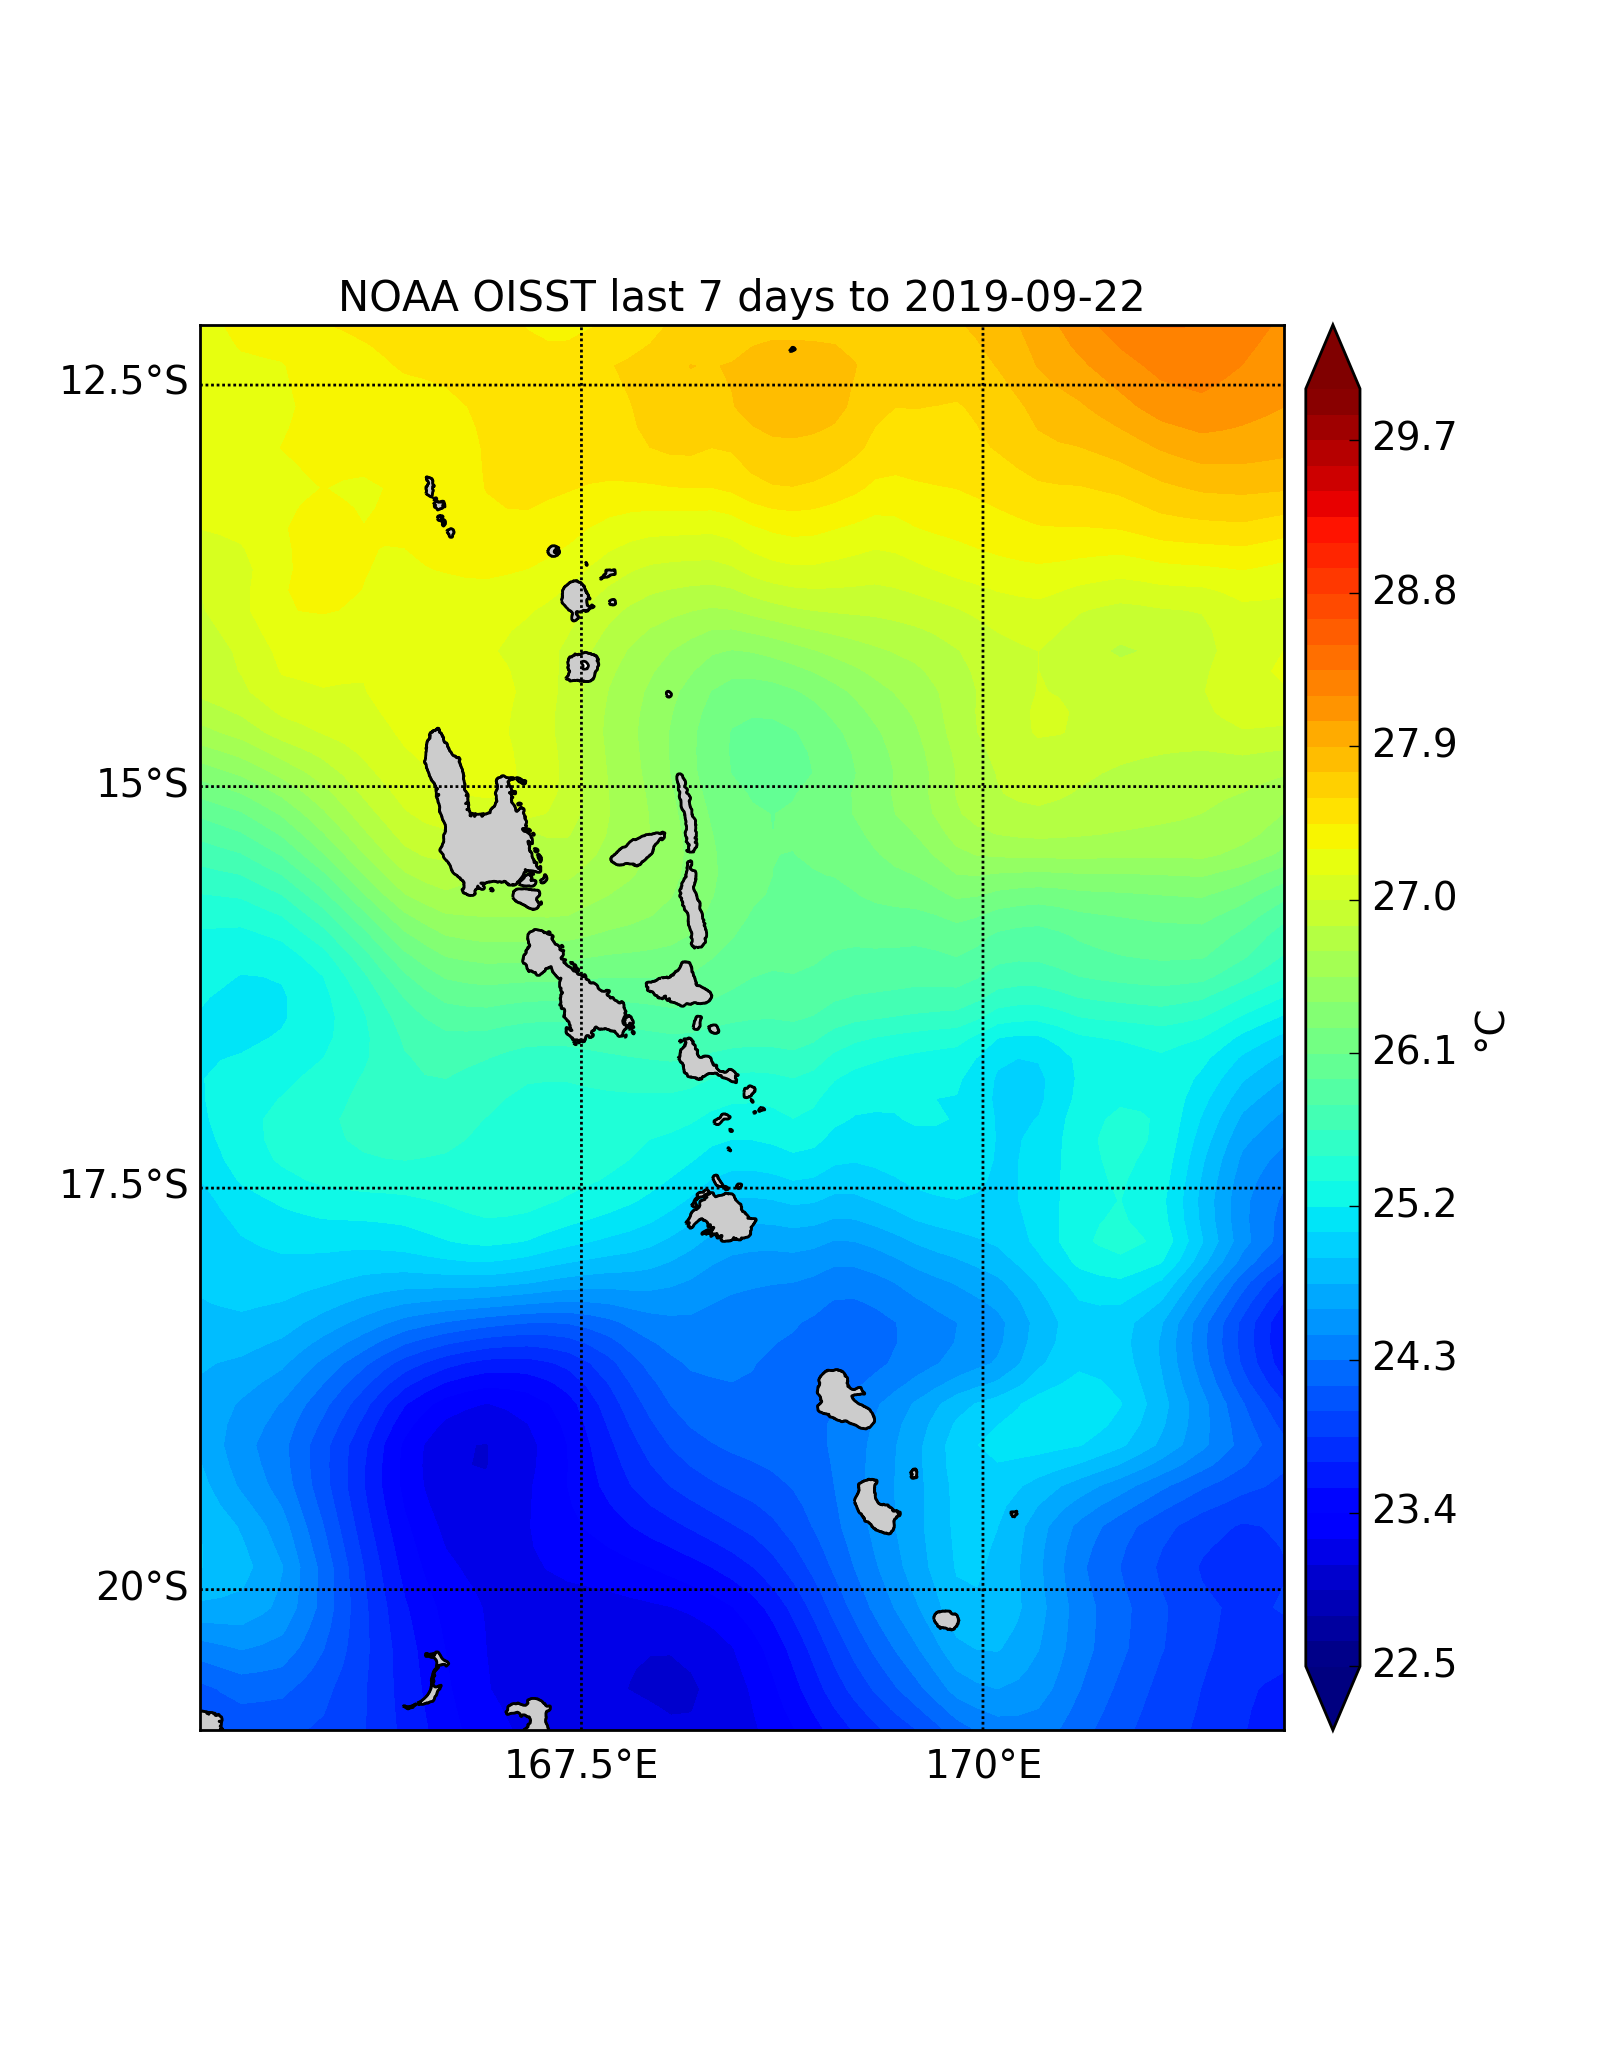 NOAA OISST last 7 days to 2019-09-22
12.5°S
15°S
17.5°S
20°S
167.5°E
170°E
29.7
28.8
27.9
27.0
26.1
25.2
24.3
23.4
22.5
°C